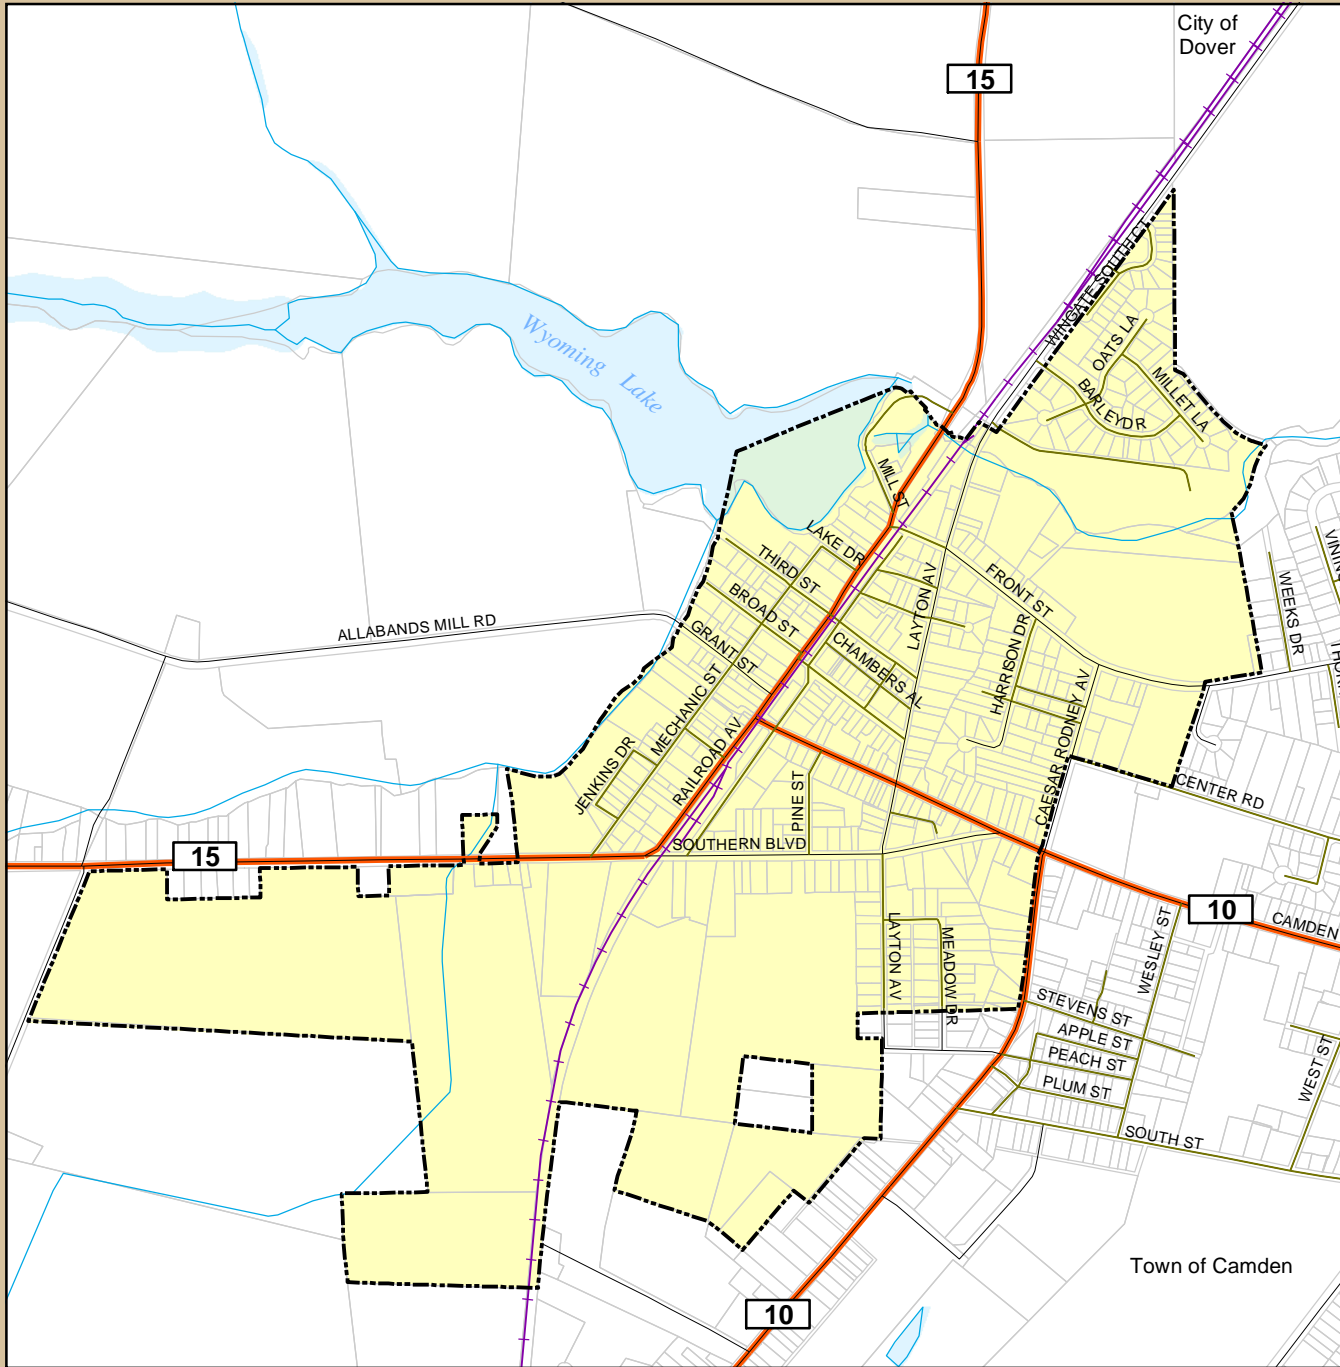 City of
Dover
15
WINGATE SOUTH CT
OATS LA
MILLET LA
BARLEY DR
Wyoming Lake
MILL ST
LAKE DR
THIRD ST
BROAD ST
GRANT ST
FRONT ST
LAYTON AV
CHAMBERS AL
HARRISON DR
WEEKS DR
ALLABANDS MILL RD
MECHANIC ST
RAILROAD AV
JENKINS DR
CAESAR RODNEY AV
PINE ST
CENTER RD
SOUTHERN BLVD
15
10
CAMDEN
LAYTON AV
MEADOW DR
WESLEY ST
STEVENS ST
APPLE ST
PEACH ST
PLUM ST
WEST ST
SOUTH ST
Town of Camden
10